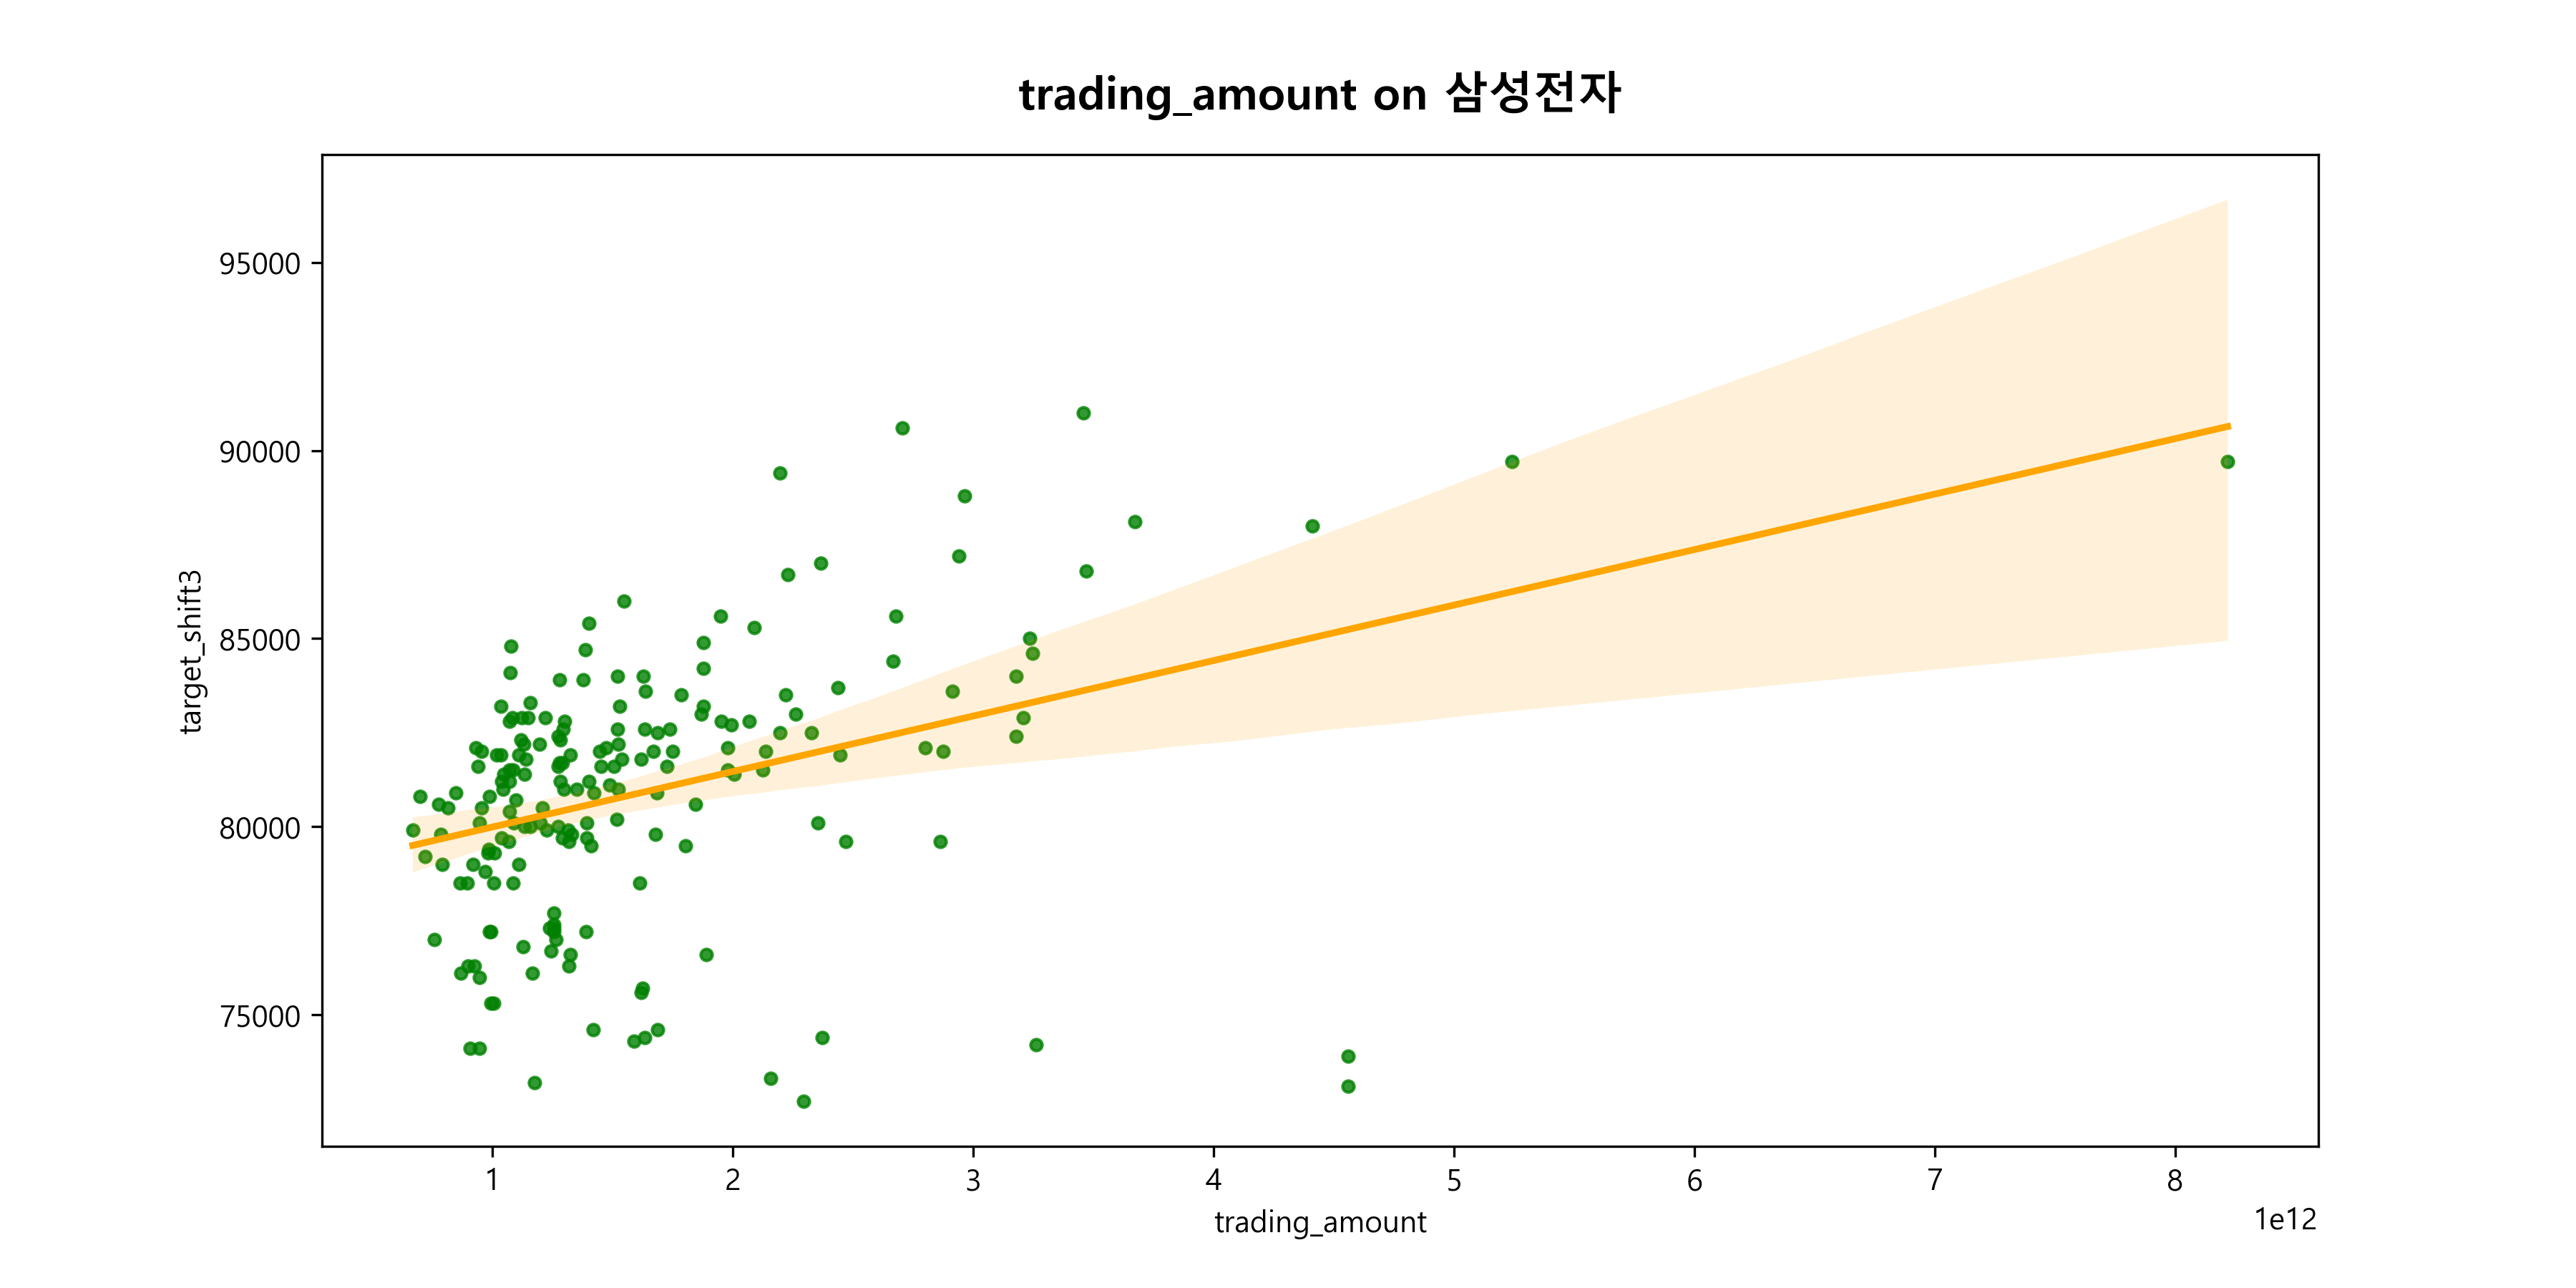 trading_amount on 삼성전자
target_shift3
95000
90000
85000
80000
75000
1 2 3 4 5 6 7 8
1e12
trading_amount